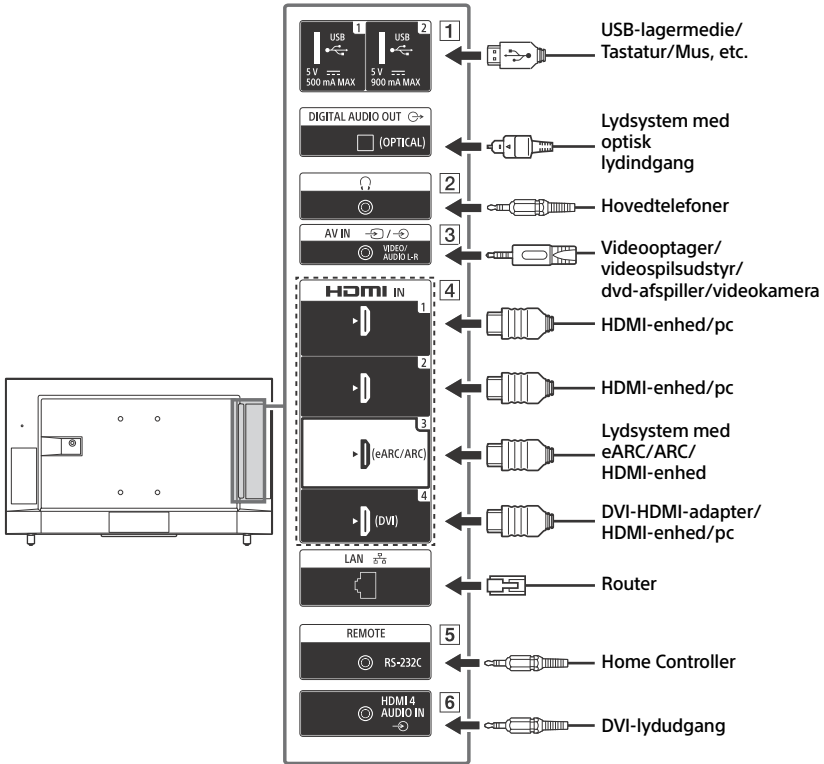 1
USB
2
USB
5 V
500 mA MAX
5 V
900 mA MAX
1
USB-lagermedie/
Tastatur/Mus, etc.
DIGITAL AUDIO OUT
(OPTICAL)
Lydsystem med
optisk
lydindgang
2
Hovedtelefoner
AV IN
/
VIDEO/
AUDIO L-R
3
Videooptager/
videospilsudstyr/
dvd-afspiller/videokamera
HDMI IN
4
1
HDMI-enhed/pc
2
HDMI-enhed/pc
3
(eARC/ARC)
Lydsystem med
eARC/ARC/
HDMI-enhed
4
(DVI)
DVI-HDMI-adapter/
HDMI-enhed/pc
LAN
Router
REMOTE
RS-232C
5
Home Controller
HDMI 4
AUDIO IN
6
DVI-lydudgang